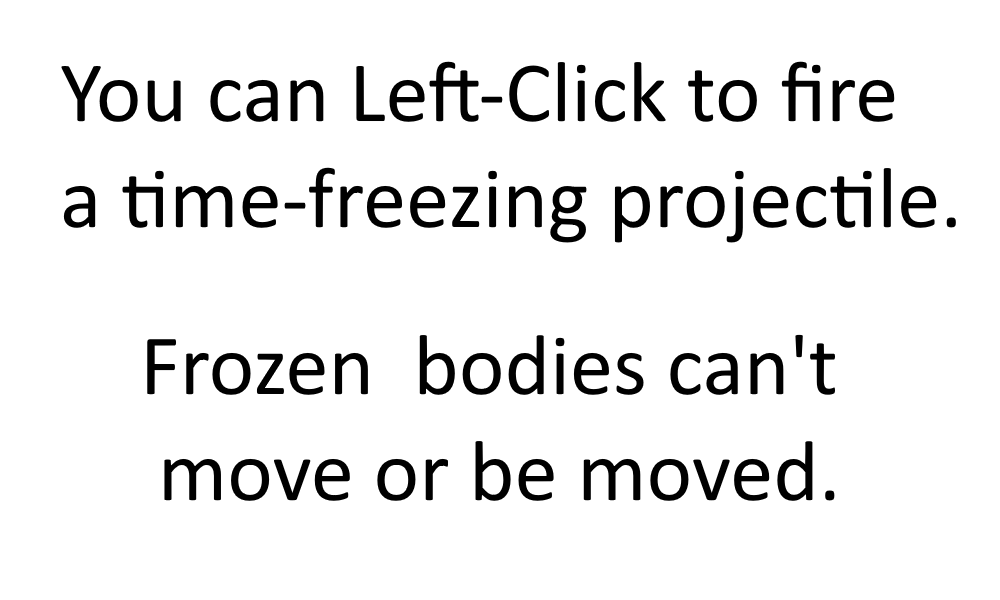 You can Left-Click to fire
a time-freezing projectile.
Frozen  bodies can't
move or be moved.